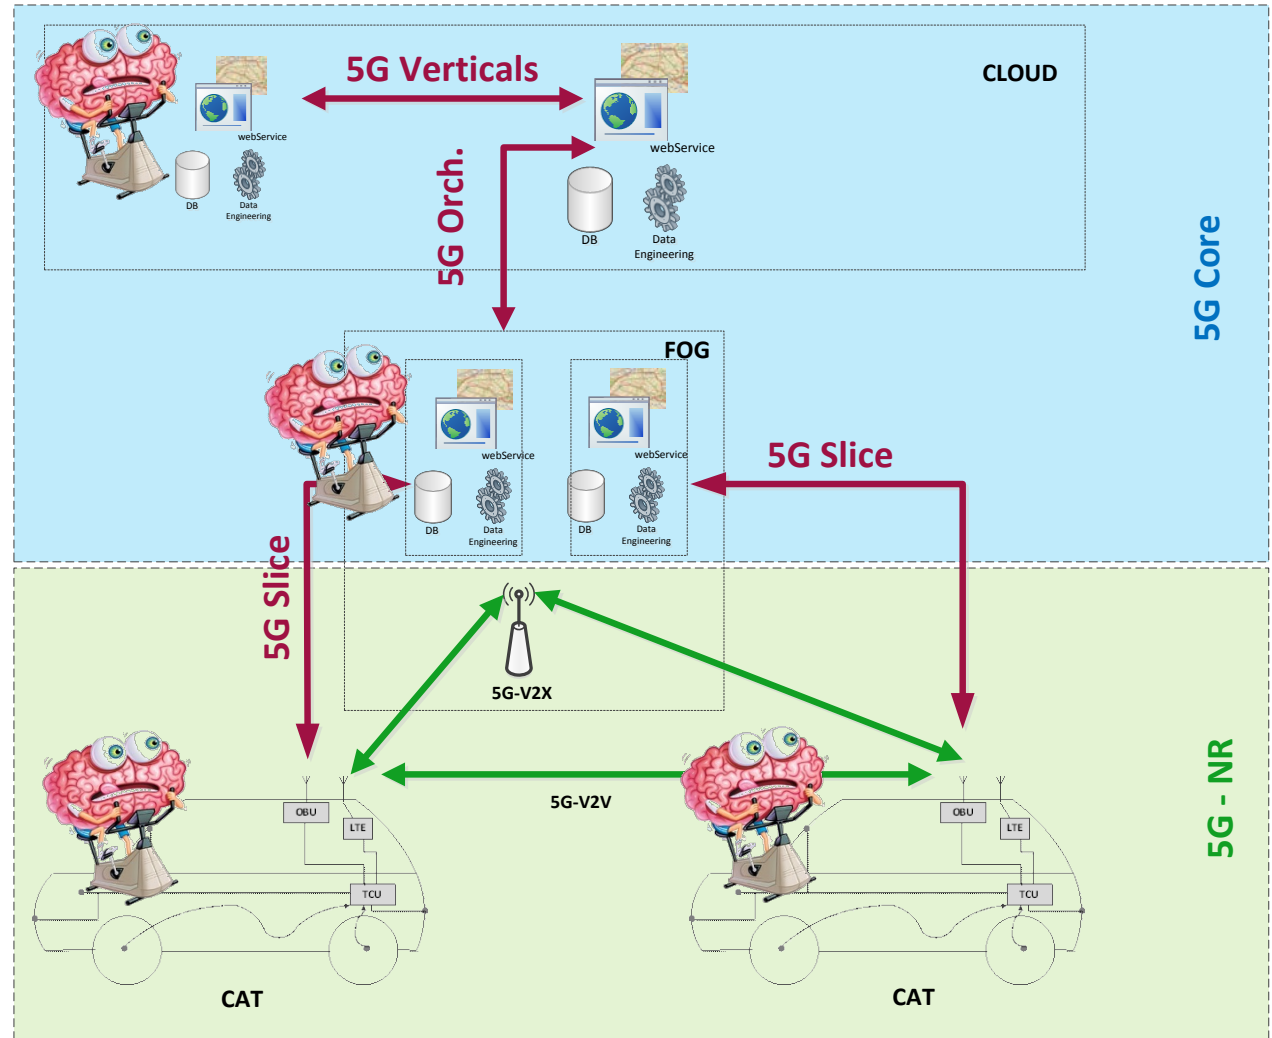 5G Verticals
CLOUD
webService
DB
Data
Engineering
webService
DB
Data
Engineering
5G Orch.
5G Core
FOG
webService
DB
Data
Engineering
webService
DB
Data
Engineering
5G Slice
5G Slice
5G-V2X
5G-V2V
5G - NR
OBU
LTE
TCU
CAT
OBU
LTE
TCU
CAT